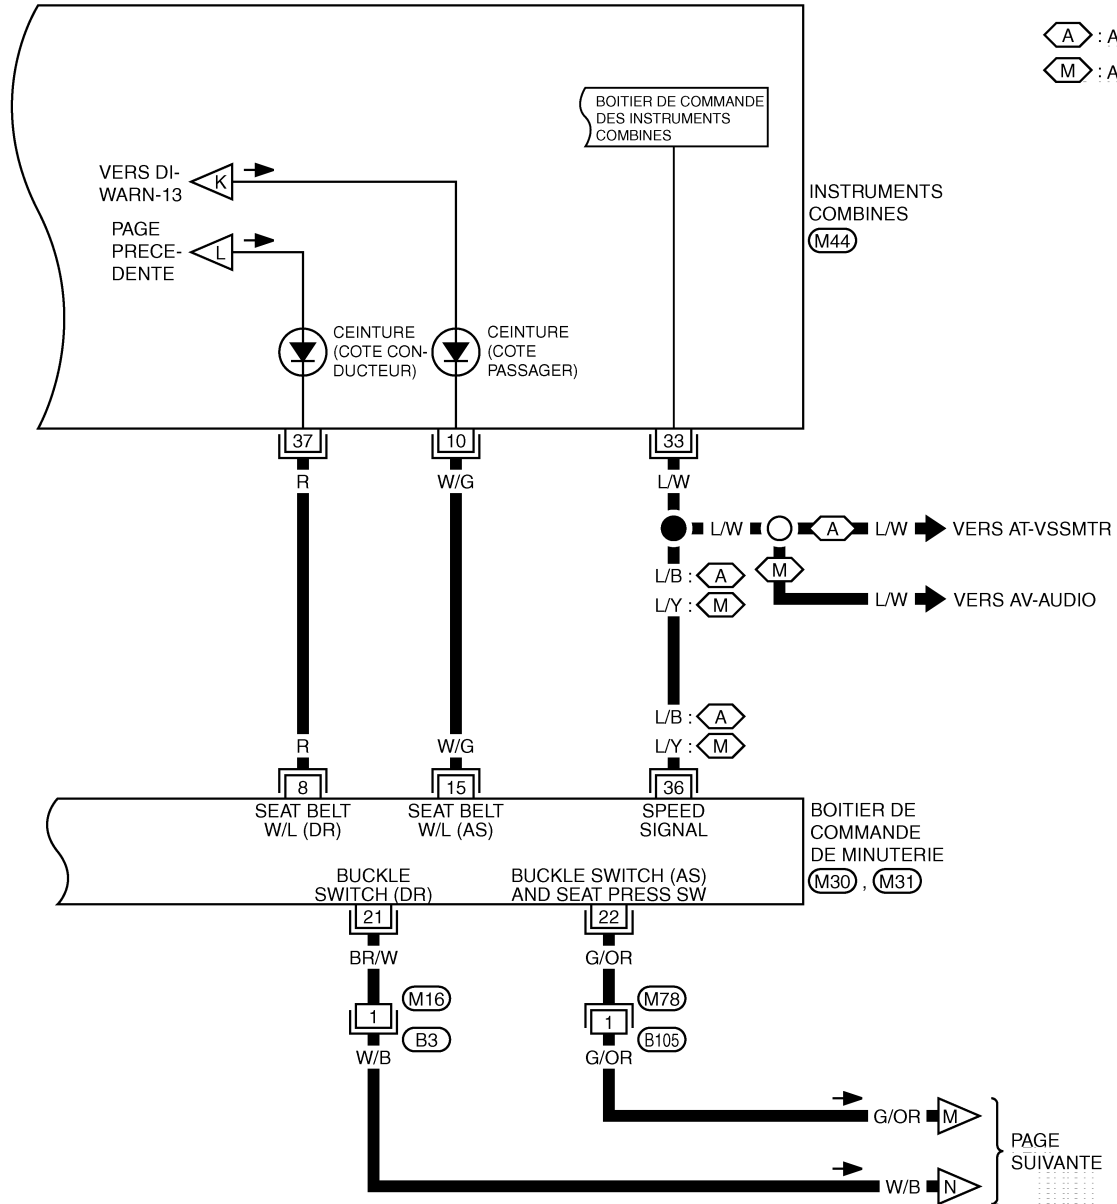 A : A
M : A
BOITIER DE COMMANDE
DES INSTRUMENTS
COMBINES
VERS DI-
WARN-13
K
PAGE
PRECE-
DENTE
L
INSTRUMENTS
COMBINES
M44
CEINTURE
(COTE CON-
DUCTEUR)
CEINTURE
(COTE
PASSAGER)
37
10
33
R
W/G
L/W
L/W
A
L/W
VERS AT-VSSMTR
L/B : A
M
L/Y : M
L/W
VERS AV-AUDIO
L/B : A
R
W/G
L/Y : M
8
15
36
SEAT BELT
W/L (DR)
SEAT BELT
W/L (AS)
SPEED
SIGNAL
BOITIER DE
COMMANDE
DE MINUTERIE
M30 , M31
BUCKLE
SWITCH (DR)
BUCKLE SWITCH (AS)
AND SEAT PRESS SW
21
22
BR/W
G/OR
M16
M78
1
1
B3
B105
W/B
G/OR
G/OR
M
PAGE
SUIVANTE
W/B
N